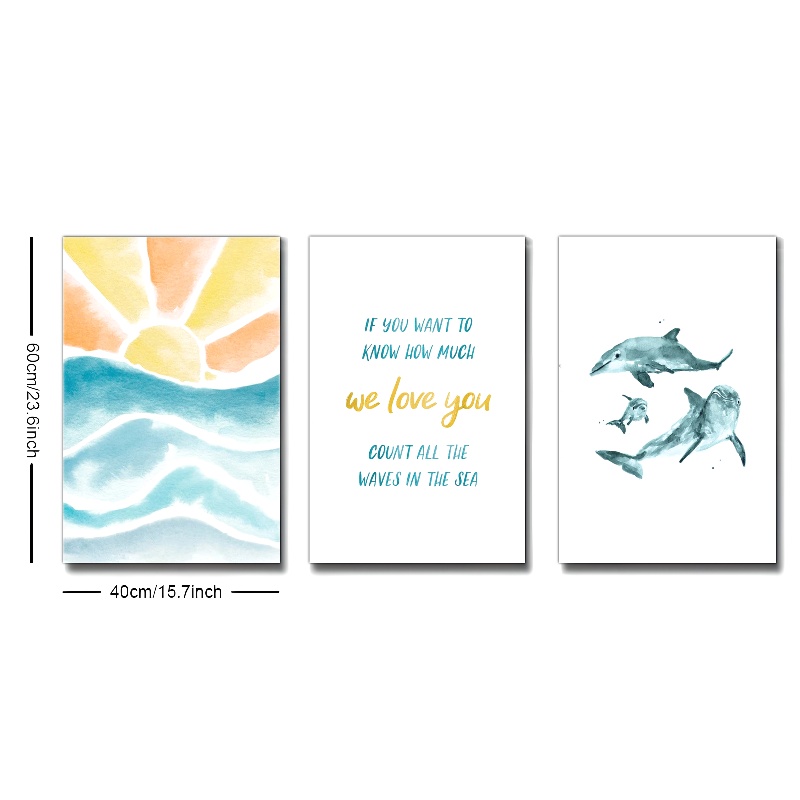 60cm/23.6inch
IF YOU WANT TO
KNOW HOW MUCH
we love you
COUNT ALL THE
WAVES IN THE SEA
40cm/15.7inch